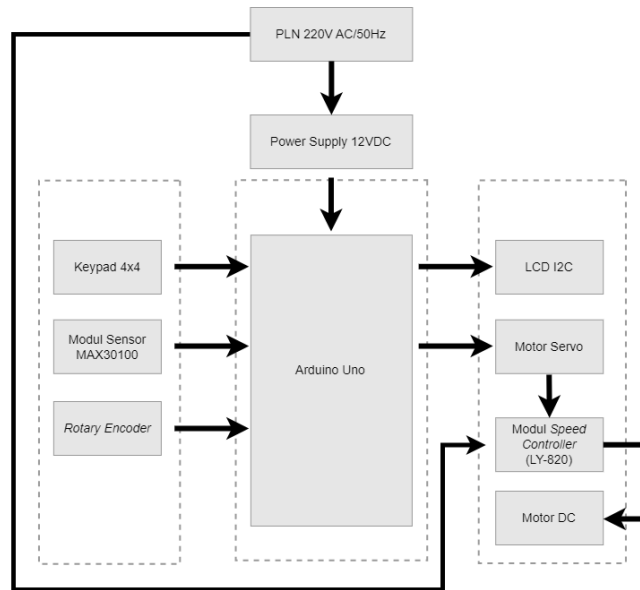 PLN 220V AC/50Hz
Power Supply 12VDC
Keypad 4x4
Modul Sensor
MAX30100
Rotary Encoder
Arduino Uno
LCD I2C
Motor Servo
Modul Speed
Controller
(LY-820)
Motor DC